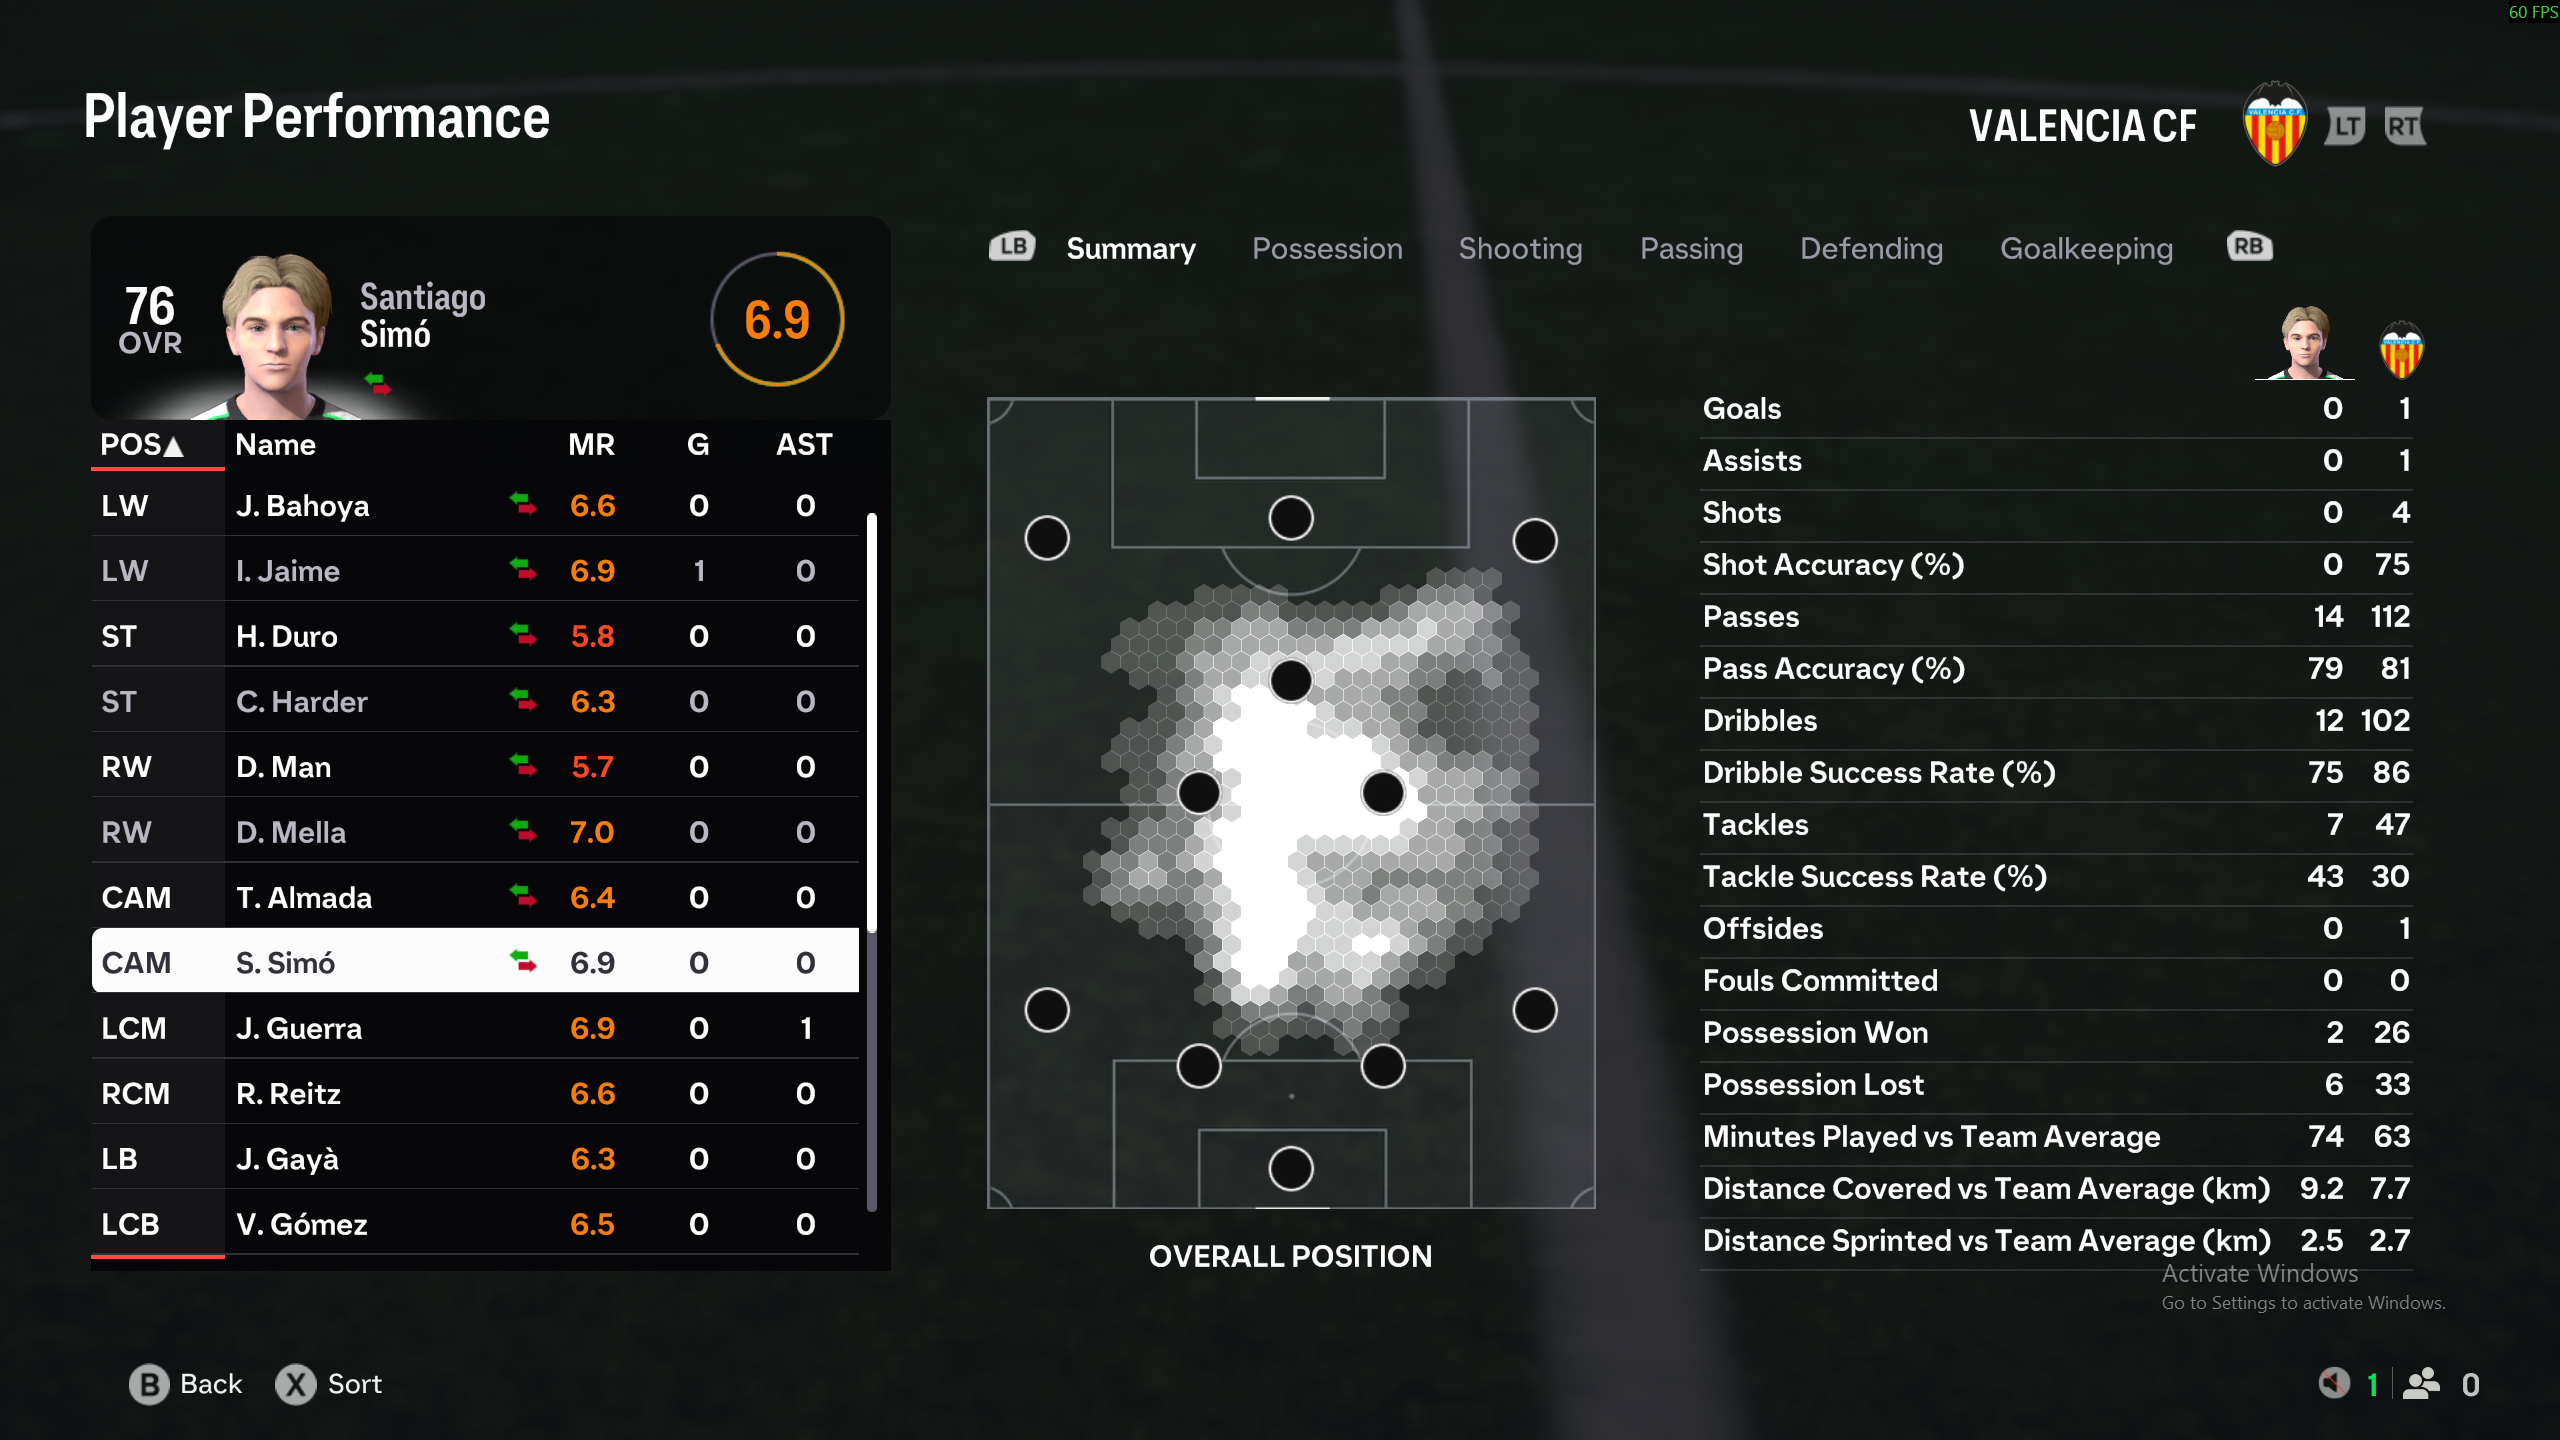 60 FPS
Player Performance
VALENCIA CF
LT RT
LB Summary Possession Shooting Passing Defending Goalkeeping RB
76
OVR
Santiago
Simó
6.9
POS▲ Name MR G AST
LW J. Bahoya 6.6 0 0
LW I. Jaime 6.9 1 0
ST H. Duro 5.8 0 0
ST C. Harder 6.3 0 0
RW D. Man 5.7 0 0
RW D. Mella 7.0 0 0
CAM T. Almada 6.4 0 0
CAM S. Simó 6.9 0 0
LCM J. Guerra 6.9 0 1
RCM R. Reitz 6.6 0 0
LB J. Gayà 6.3 0 0
LCB V. Gómez 6.5 0 0
OVERALL POSITION
Goals 0 1
Assists 0 1
Shots 0 4
Shot Accuracy (%) 0 75
Passes 14 112
Pass Accuracy (%) 79 81
Dribbles 12 102
Dribble Success Rate (%) 75 86
Tackles 7 47
Tackle Success Rate (%) 43 30
Offsides 0 1
Fouls Committed 0 0
Possession Won 2 26
Possession Lost 6 33
Minutes Played vs Team Average 74 63
Distance Covered vs Team Average (km) 9.2 7.7
Distance Sprinted vs Team Average (km) 2.5 2.7
Activate Windows
Go to Settings to activate Windows.
B Back X Sort
1 0